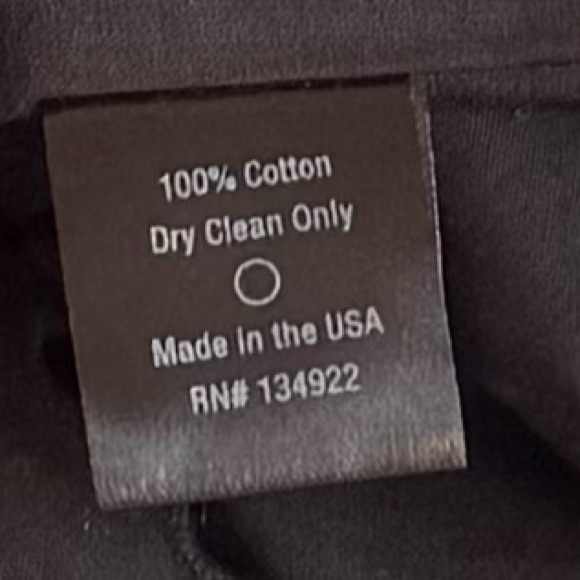 100% Cotton
Dry Clean Only
Made in the USA
RN# 134922